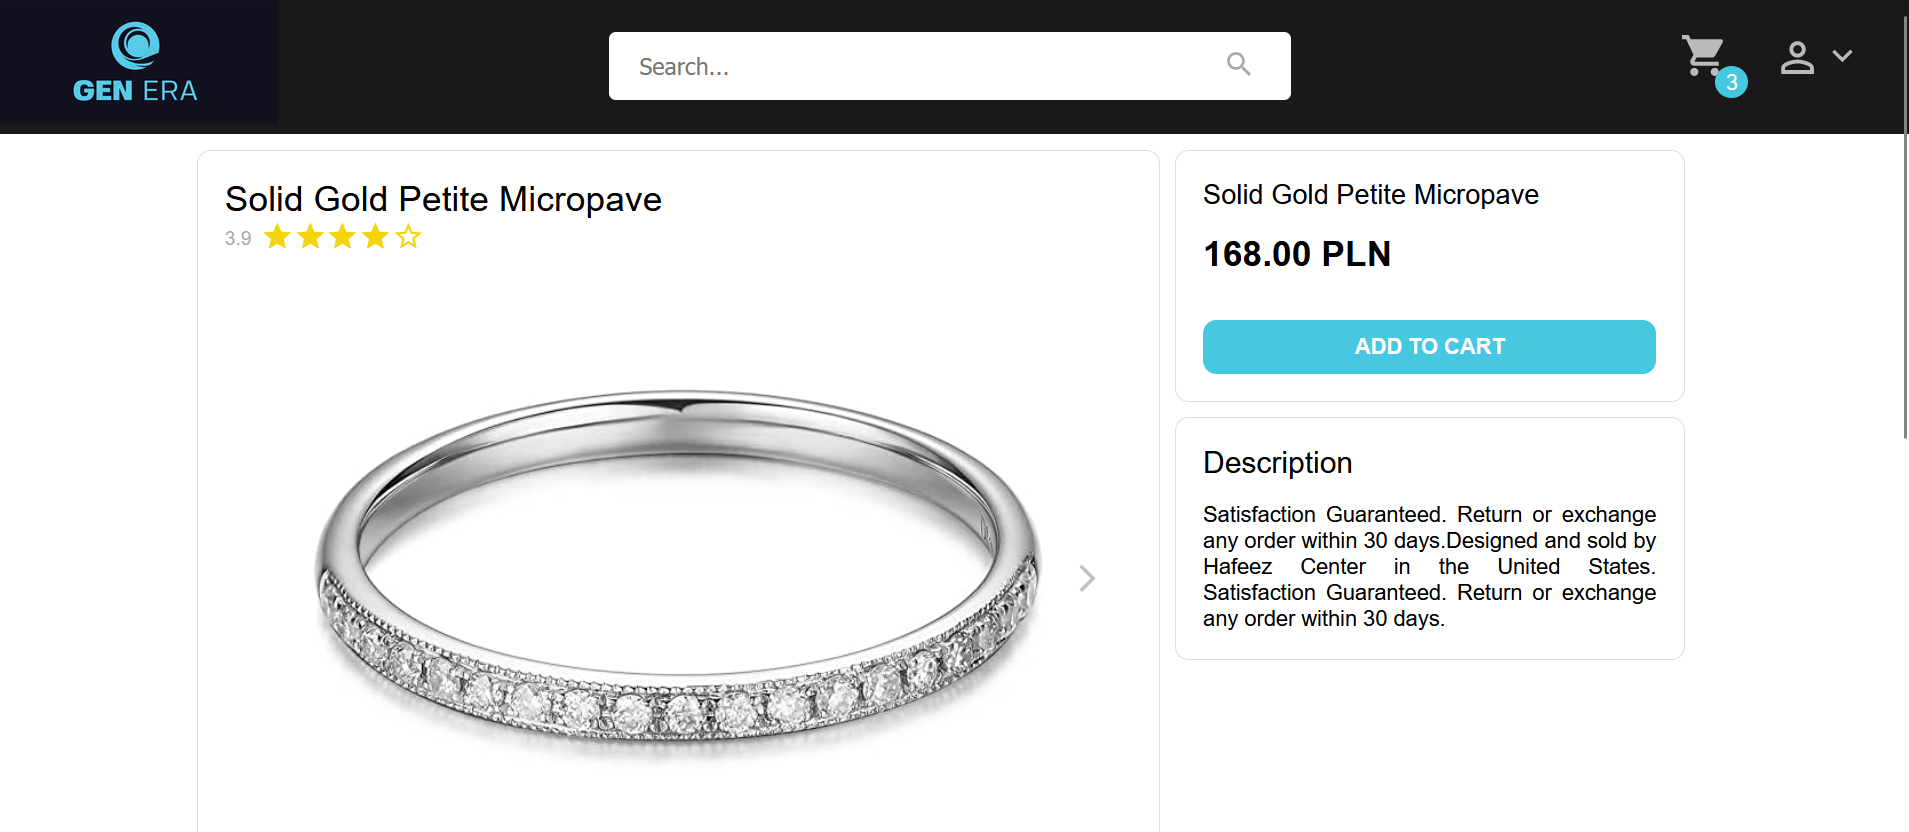 GEN ERA
Search...
3
Solid Gold Petite Micropave
3.9
Solid Gold Petite Micropave
168.00 PLN
ADD TO CART
Description
Satisfaction Guaranteed. Return or exchange
any order within 30 days.Designed and sold by
Hafeez Center in the United States.
Satisfaction Guaranteed. Return or exchange
any order within 30 days.